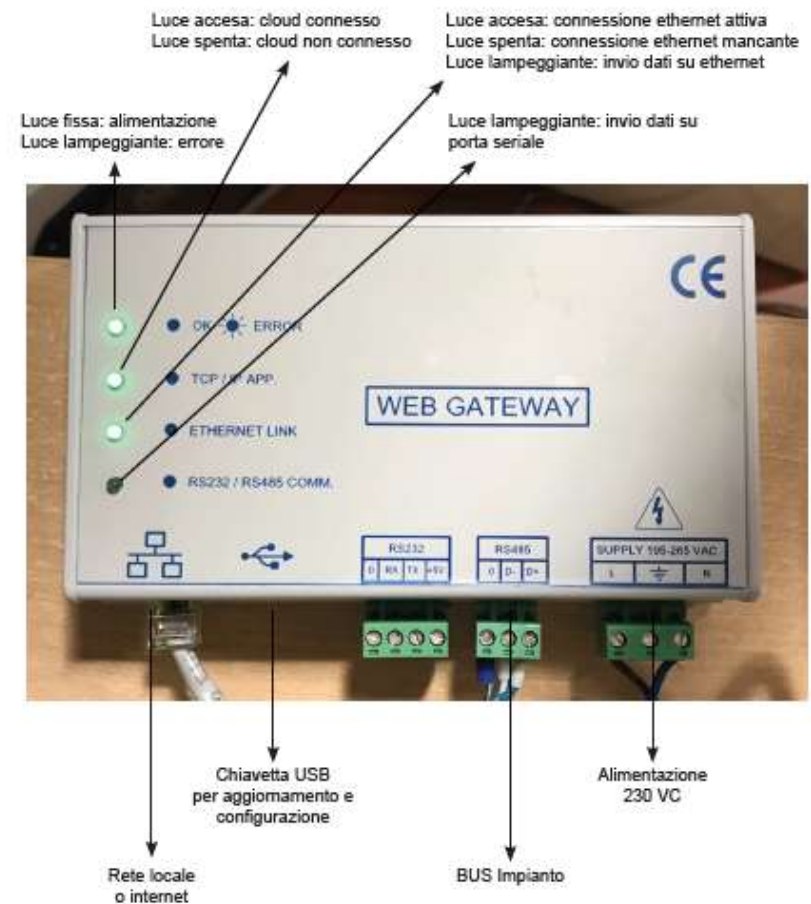 Luce accesa: cloud connesso
Luce spenta: cloud non connesso
Luce accesa: connessione ethernet attiva
Luce spenta: connessione ethernet mancante
Luce lampeggiante: invio dati su ethernet
Luce fissa: alimentazione
Luce lampeggiante: errore
Luce lampeggiante: invio dati su
porta seriale
CE
OK ERROR
TCP / IP APP.
WEB GATEWAY
ETHERNET LINK
RS232 / RS485 COMM.
RS232
0 RX TX +5V
RS485
0 D- D+
SUPPLY 195-265 VAC
L N
Chiavetta USB
per aggiornamento e
configurazione
Alimentazione
230 VC
Rete locale
o internet
BUS Impianto